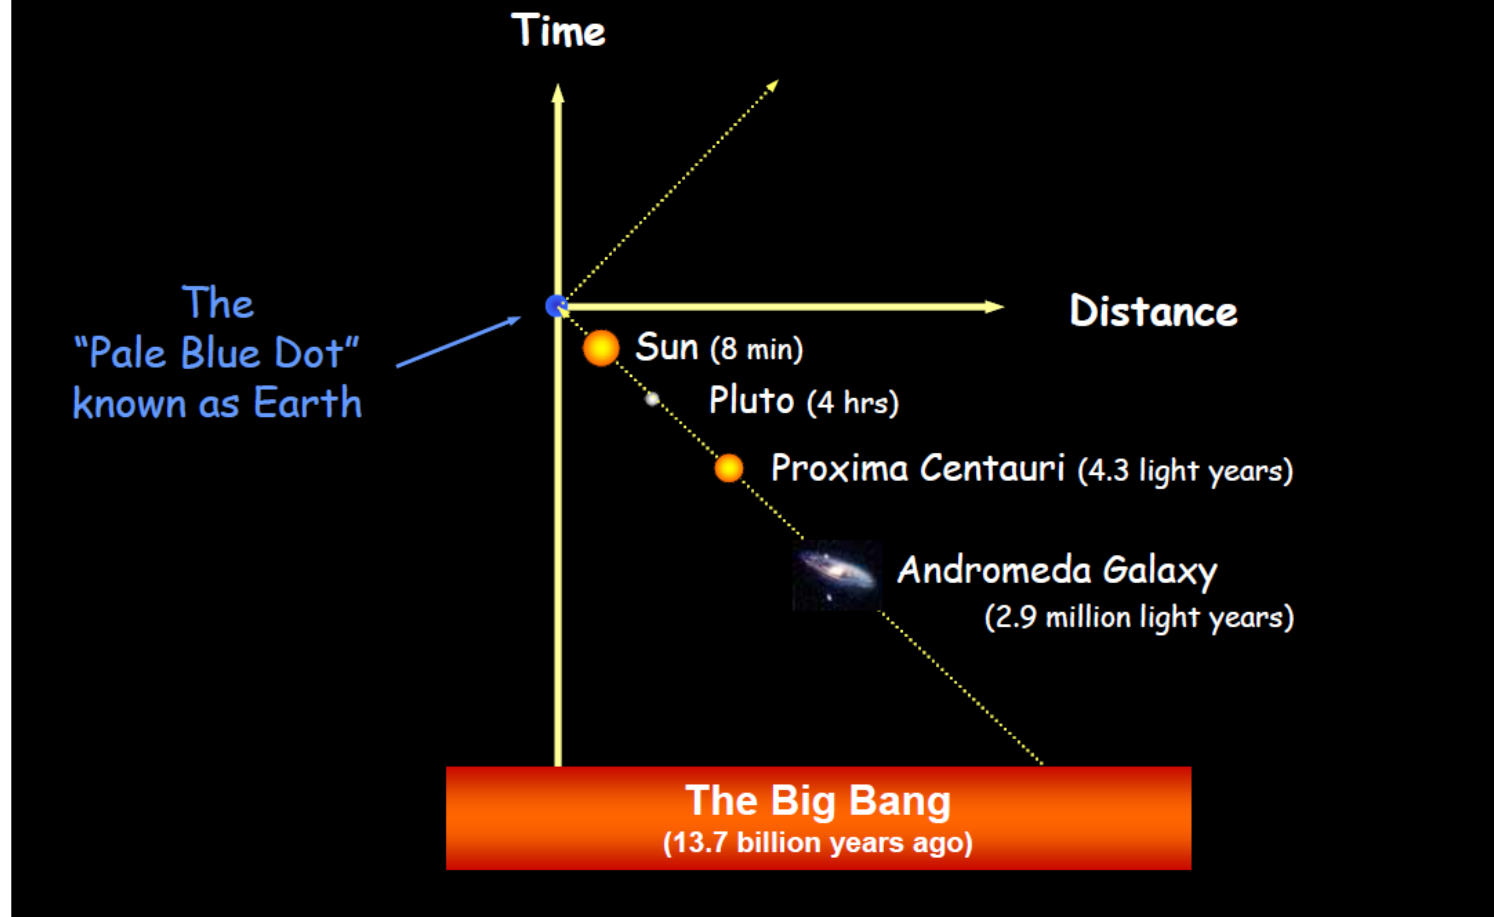 Time
Distance
The
“Pale Blue Dot”
known as Earth
Sun (8 min)
Pluto (4 hrs)
Proxima Centauri (4.3 light years)
Andromeda Galaxy
(2.9 million light years)
The Big Bang
(13.7 billion years ago)